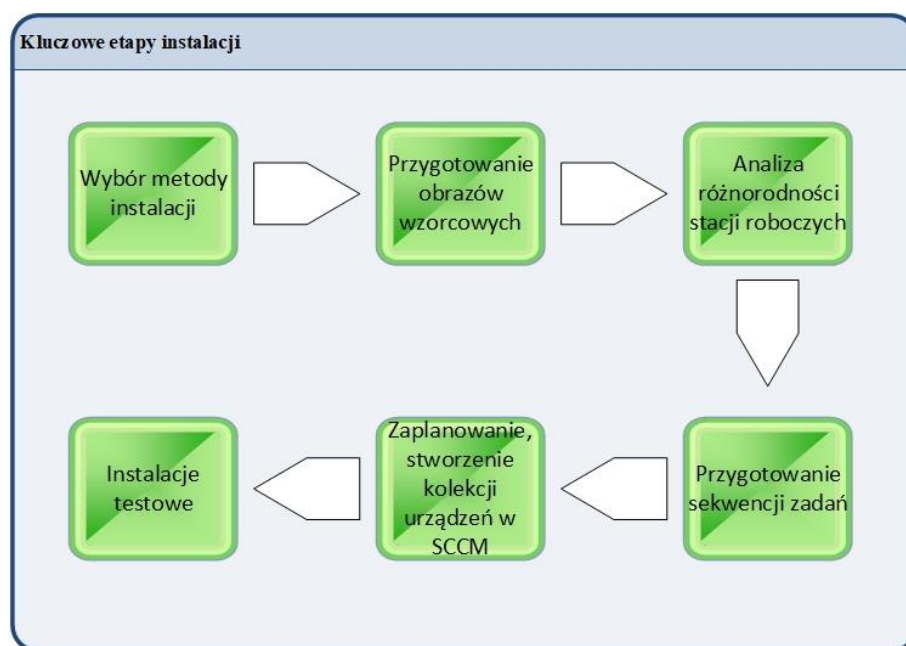 Kluczowe etapy instalacji
Wybór metody
instalacji
Przygotowanie
obrazów
wzorcowych
Analiza
różnorodności
stacji roboczych
Przygotowanie
sekwencji zadań
Zaplanowanie,
stworzenie
kolekcji
urządzeń w
SCCM
Instalacje
testowe